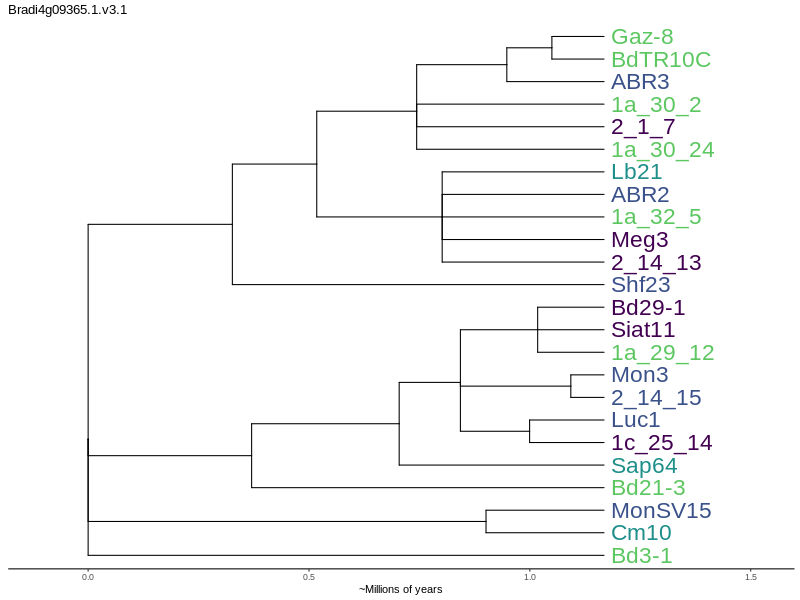 Bradi4g09365.1.v3.1
Gaz-8
BdTR10C
ABR3
1a_30_2
2_1_7
1a_30_24
Lb21
ABR2
1a_32_5
Meg3
2_14_13
Shf23
Bd29-1
Siat11
1a_29_12
Mon3
2_14_15
Luc1
1c_25_14
Sap64
Bd21-3
MonSV15
Cm10
Bd3-1
0.0 0.5 1.0 1.5
~Millions of years